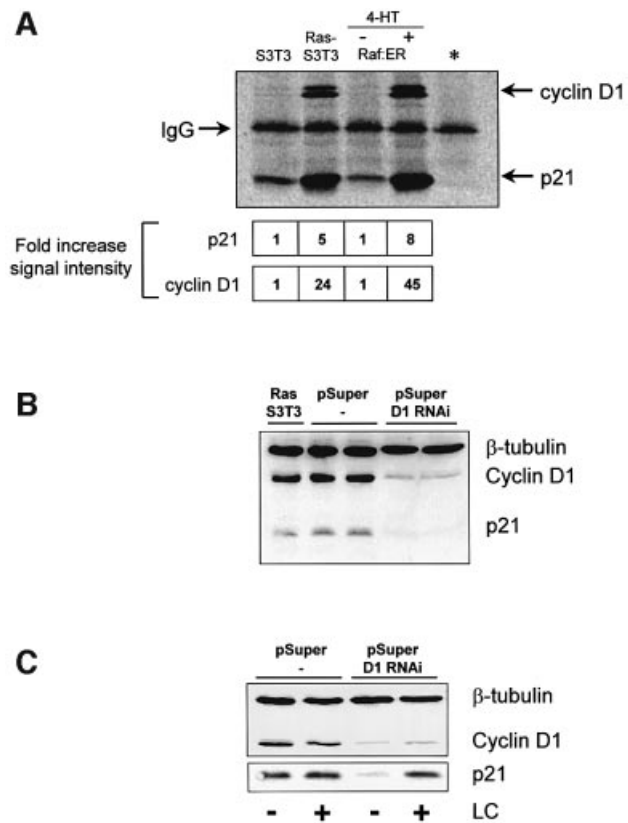 A
4-HT
Ras-
- +
S3T3 S3T3 Raf:ER *
cyclin D1
IgG
p21
Fold increase
signal intensity
p21 1 5 1 8
cyclin D1 1 24 1 45
B
Ras pSuper pSuper
S3T3 - D1 RNAi
β-tubulin
Cyclin D1
p21
C
pSuper pSuper
- D1 RNAi
β-tubulin
Cyclin D1
p21
- + - + LC